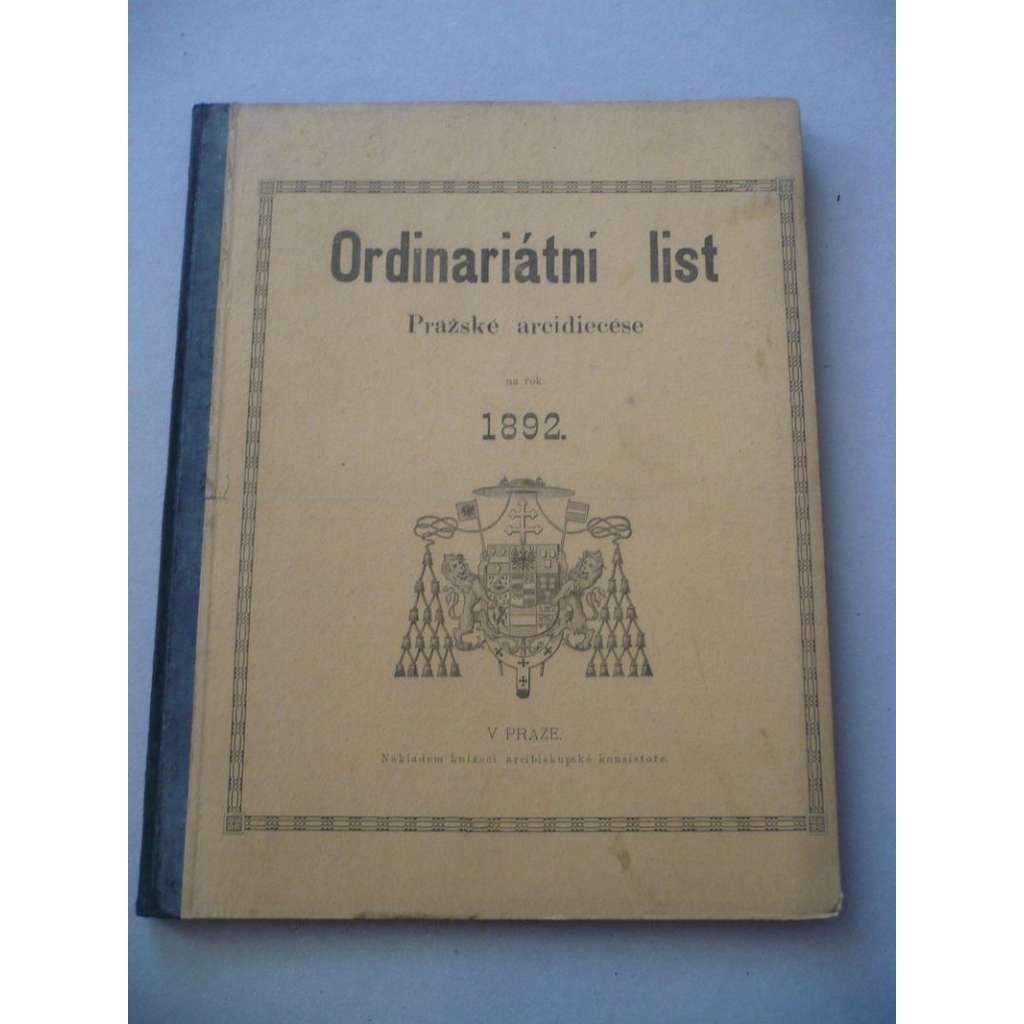 Ordinariátní list
Pražské arcidiecése
na rok
1892.
V PRAZE.
Nákladem knížecí arcibiskupské konsistoře.